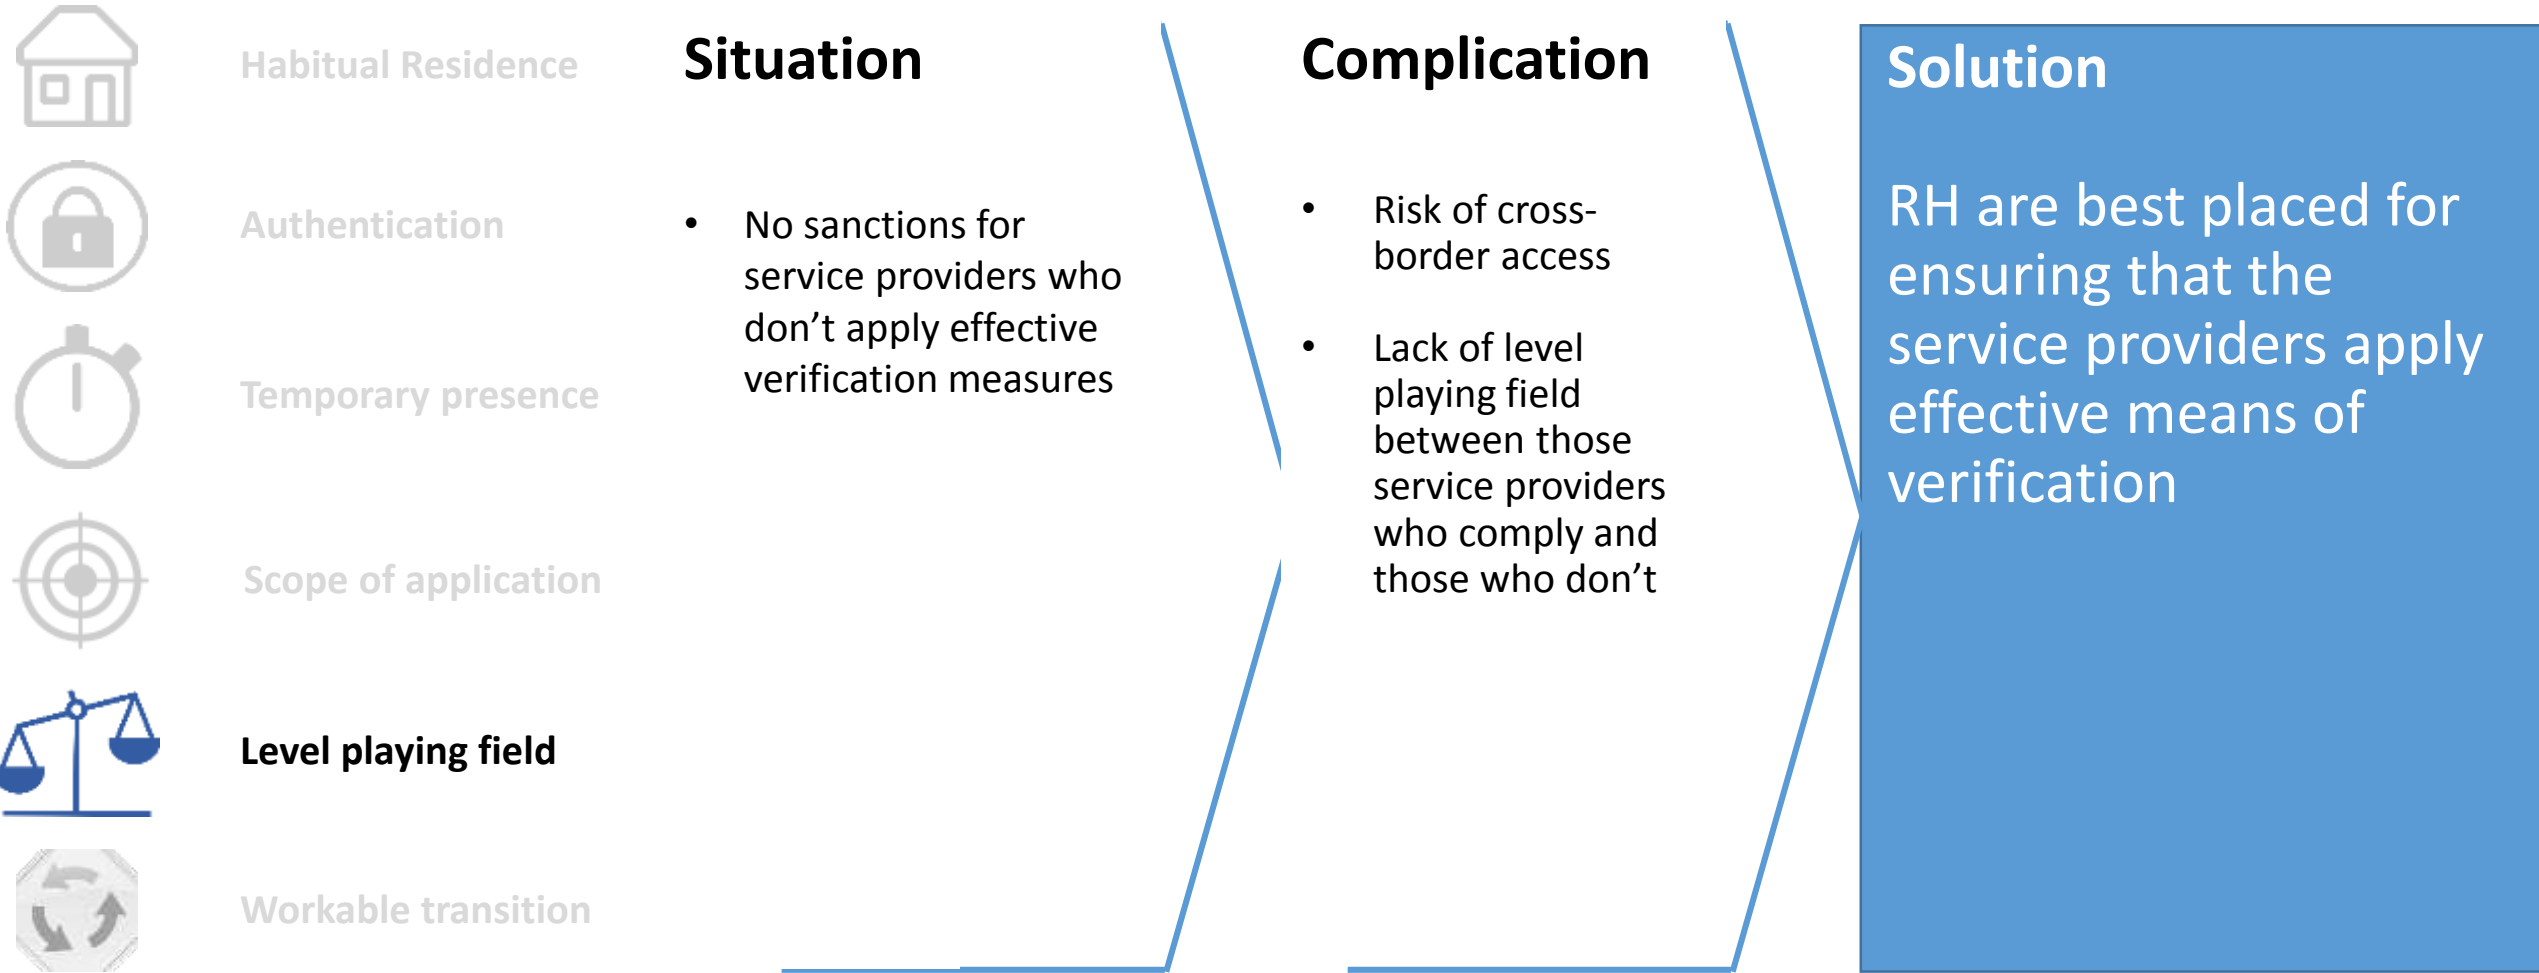 Habitual Residence
Authentication
Temporary presence
Scope of application
Level playing field
Workable transition
Situation
• No sanctions for
service providers who
don’t apply effective
verification measures
Complication
• Risk of cross-
border access
• Lack of level
playing field
between those
service providers
who comply and
those who don’t
Solution
RH are best placed for
ensuring that the
service providers apply
effective means of
verification